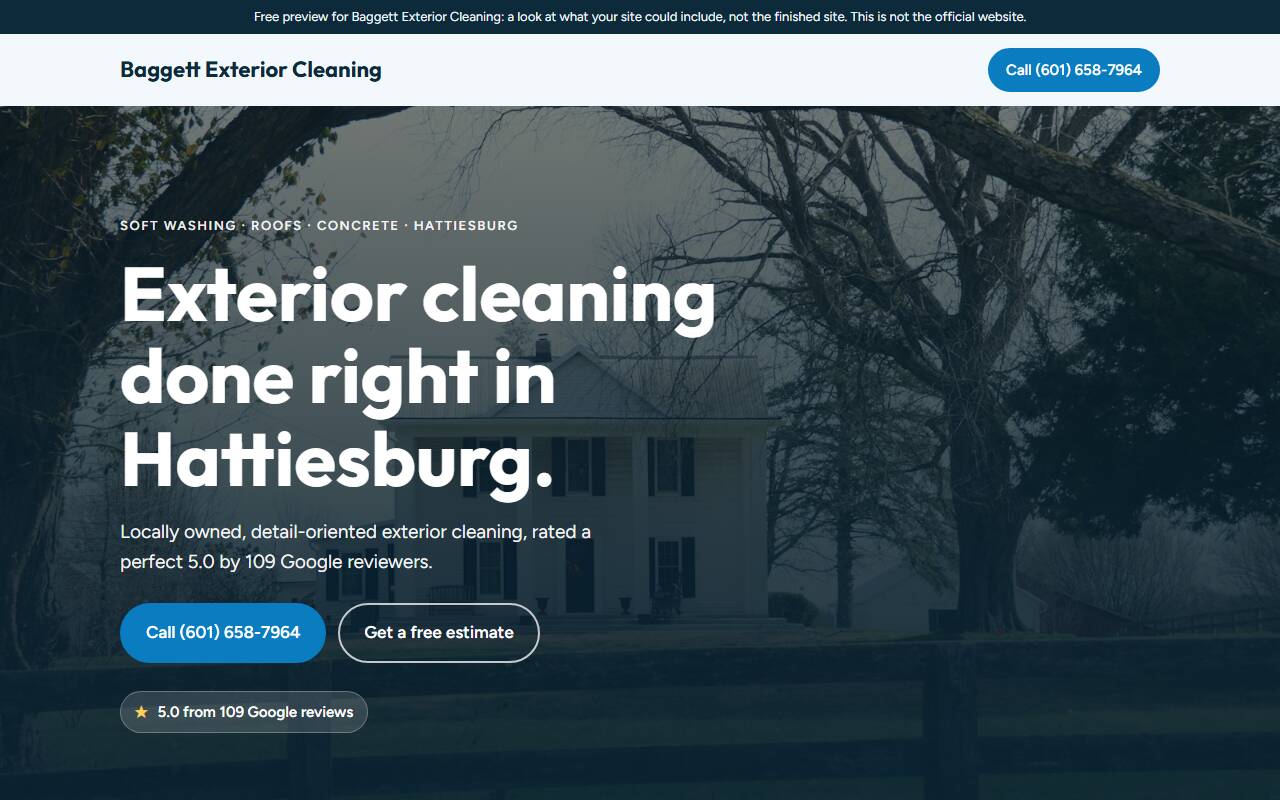 Free preview for Baggett Exterior Cleaning: a look at what your site could include, not the finished site. This is not the official website.
Baggett Exterior Cleaning
Call (601) 658-7964
SOFT WASHING · ROOFS · CONCRETE · HATTIESBURG
Exterior cleaning
done right in
Hattiesburg.
Locally owned, detail-oriented exterior cleaning, rated a
perfect 5.0 by 109 Google reviewers.
Call (601) 658-7964
Get a free estimate
★ 5.0 from 109 Google reviews